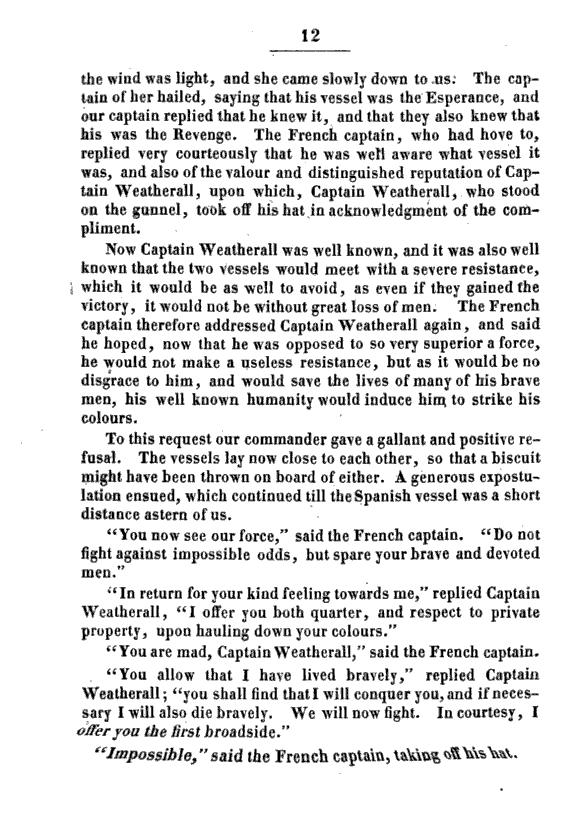 12
the wind was light, and she came slowly down to us. The cap-
tain of her hailed, saying that his vessel was the Esperance, and
our captain replied that he knew it, and that they also knew that
his was the Revenge. The French captain, who had hove to,
replied very courteously that he was well aware what vessel it
was, and also of the valour and distinguished reputation of Cap-
tain Weatherall, upon which, Captain Weatherall, who stood
on the gunnel, took off his hat in acknowledgment of the com-
pliment.
Now Captain Weatherall was well known, and it was also well
known that the two vessels would meet with a severe resistance,
which it would be as well to avoid, as even if they gained the
victory, it would not be without great loss of men. The French
captain therefore addressed Captain Weatherall again, and said
he hoped, now that he was opposed to so very superior a force,
he would not make a useless resistance, but as it would be no
disgrace to him, and would save the lives of many of his brave
men, his well known humanity would induce him to strike his
colours.
To this request our commander gave a gallant and positive re-
fusal. The vessels lay now close to each other, so that a biscuit
might have been thrown on board of either. A generous expostu-
lation ensued, which continued till the Spanish vessel was a short
distance astern of us.
“You now see our force,” said the French captain. “Do not
fight against impossible odds, but spare your brave and devoted
men.”
“In return for your kind feeling towards me,” replied Captain
Weatherall, “I offer you both quarter, and respect to private
property, upon hauling down your colours.”
“You are mad, Captain Weatherall,” said the French captain.
“You allow that I have lived bravely,” replied Captain
Weatherall; “you shall find that I will conquer you, and if neces-
sary I will also die bravely. We will now fight. In courtesy, I
offer you the first broadside.”
“Impossible,” said the French captain, taking off his hat.